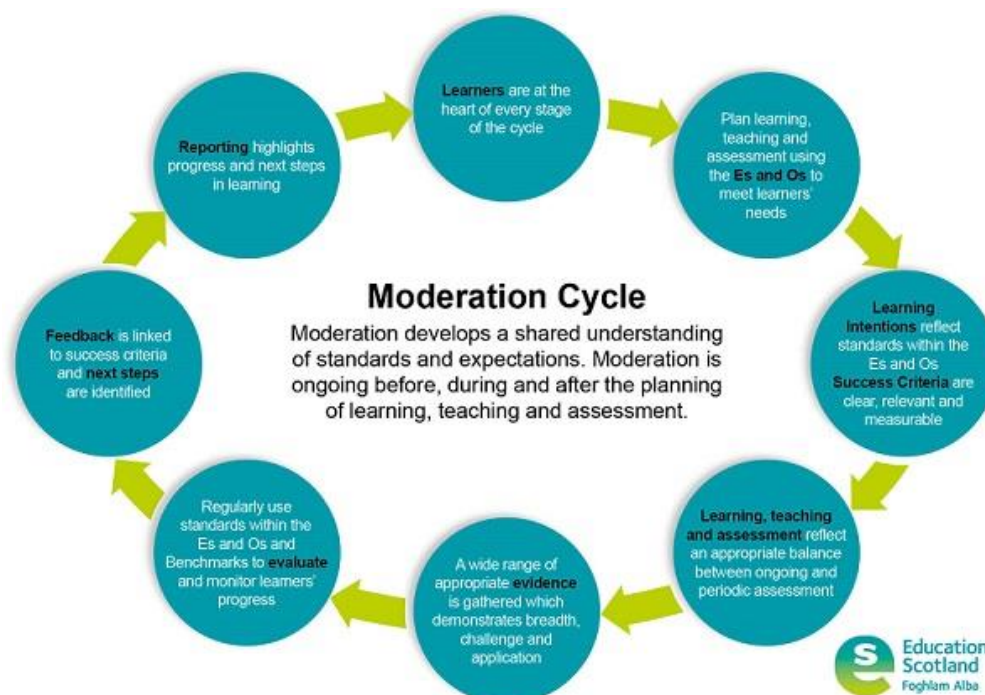 Learners are at the
heart of every stage
of the cycle
Plan learning,
teaching and
assessment using
the Es and Os to
meet learners'
needs
Learning
Intentions reflect
standards within the
Es and Os
Success Criteria are
clear, relevant and
measurable
Learning, teaching
and assessment reflect
an appropriate balance
between ongoing and
periodic assessment
A wide range of
appropriate evidence
is gathered which
demonstrates breadth,
challenge and
application
Regularly use
standards within the
Es and Os and
Benchmarks to evaluate
and monitor learners'
progress
Feedback is linked
to success criteria
and next steps
are identified
Reporting highlights
progress and next steps
in learning
Moderation Cycle
Moderation develops a shared understanding
of standards and expectations. Moderation is
ongoing before, during and after the planning
of learning, teaching and assessment.
Education
Scotland
Foghlam Alba